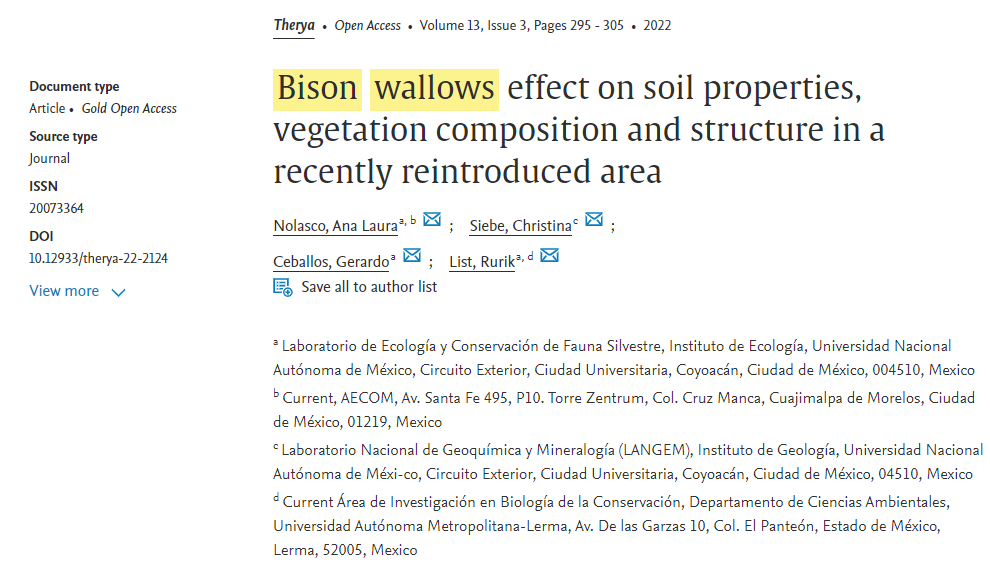 Therya • Open Access • Volume 13, Issue 3, Pages 295 - 305 • 2022
Document type
Article • Gold Open Access
Source type
Journal
ISSN
20073364
DOI
10.12933/therya-22-2124
View more
Bison wallows effect on soil properties,
vegetation composition and structure in a
recently reintroduced area
Nolasco, Ana Laura a, b ; Siebe, Christina c ;
Ceballos, Gerardo a ; List, Rurik a, d
Save all to author list
a Laboratorio de Ecología y Conservación de Fauna Silvestre, Instituto de Ecología, Universidad Nacional
Autónoma de México, Circuito Exterior, Ciudad Universitaria, Coyoacán, Ciudad de México, 004510, Mexico
b Current, AECOM, Av. Santa Fe 495, P10. Torre Zentrum, Col. Cruz Manca, Cuajimalpa de Morelos, Ciudad
de México, 01219, Mexico
c Laboratorio Nacional de Geoquímica y Mineralogía (LANGEM), Instituto de Geología, Universidad Nacional
Autónoma de Méxi-co, Circuito Exterior, Ciudad Universitaria, Coyoacán, Ciudad de México, 04510, Mexico
d Current Área de Investigación en Biología de la Conservación, Departamento de Ciencias Ambientales,
Universidad Autónoma Metropolitana-Lerma, Av. De las Garzas 10, Col. El Panteón, Estado de México,
Lerma, 52005, Mexico